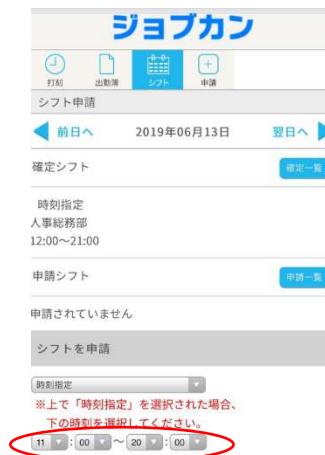 ジョブカン
打刻 出勤簿 シフト 申請
シフト申請
前日へ 2019年06月13日 翌日へ
確定シフト 確定一覧
時刻指定
人事総務部
12:00～21:00
申請シフト 申請一覧
申請されていません
シフトを申請
時刻指定
※上で「時刻指定」を選択された場合、
下の時刻を選択してください。
11 : 00 ～ 20 : 00